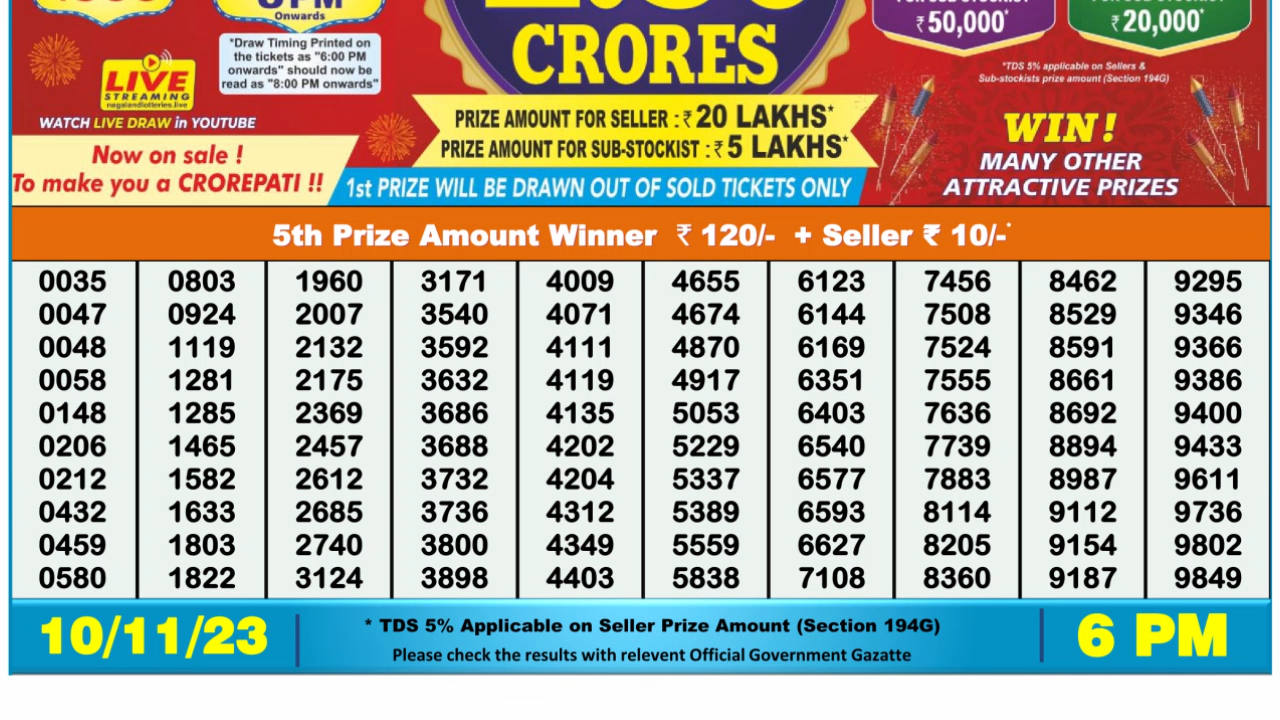 PM
Onwards
*Draw Timing Printed on
the tickets as "6:00 PM
onwards" should now be
read as "8:00 PM onwards"
LIVE
STREAMING
nagalandlotteries.live
WATCH LIVE DRAW in YOUTUBE
Now on sale !
To make you a CROREPATI !!
CRORES
PRIZE AMOUNT FOR SELLER : ₹ 20 LAKHS*
PRIZE AMOUNT FOR SUB-STOCKIST : ₹ 5 LAKHS*
1st PRIZE WILL BE DRAWN OUT OF SOLD TICKETS ONLY
₹ 50,000*
₹ 20,000*
*TDS 5% applicable on Sellers &
Sub-stockists prize amount (Section 194G)
WIN !
MANY OTHER
ATTRACTIVE PRIZES
5th Prize Amount Winner ₹ 120/- + Seller ₹ 10/-*
0035 0803 1960 3171 4009 4655 6123 7456 8462 9295
0047 0924 2007 3540 4071 4674 6144 7508 8529 9346
0048 1119 2132 3592 4111 4870 6169 7524 8591 9366
0058 1281 2175 3632 4119 4917 6351 7555 8661 9386
0148 1285 2369 3686 4135 5053 6403 7636 8692 9400
0206 1465 2457 3688 4202 5229 6540 7739 8894 9433
0212 1582 2612 3732 4204 5337 6577 7883 8987 9611
0432 1633 2685 3736 4312 5389 6593 8114 9112 9736
0459 1803 2740 3800 4349 5559 6627 8205 9154 9802
0580 1822 3124 3898 4403 5838 7108 8360 9187 9849
10/11/23
* TDS 5% Applicable on Seller Prize Amount (Section 194G)
Please check the results with relevent Official Government Gazatte
6 PM